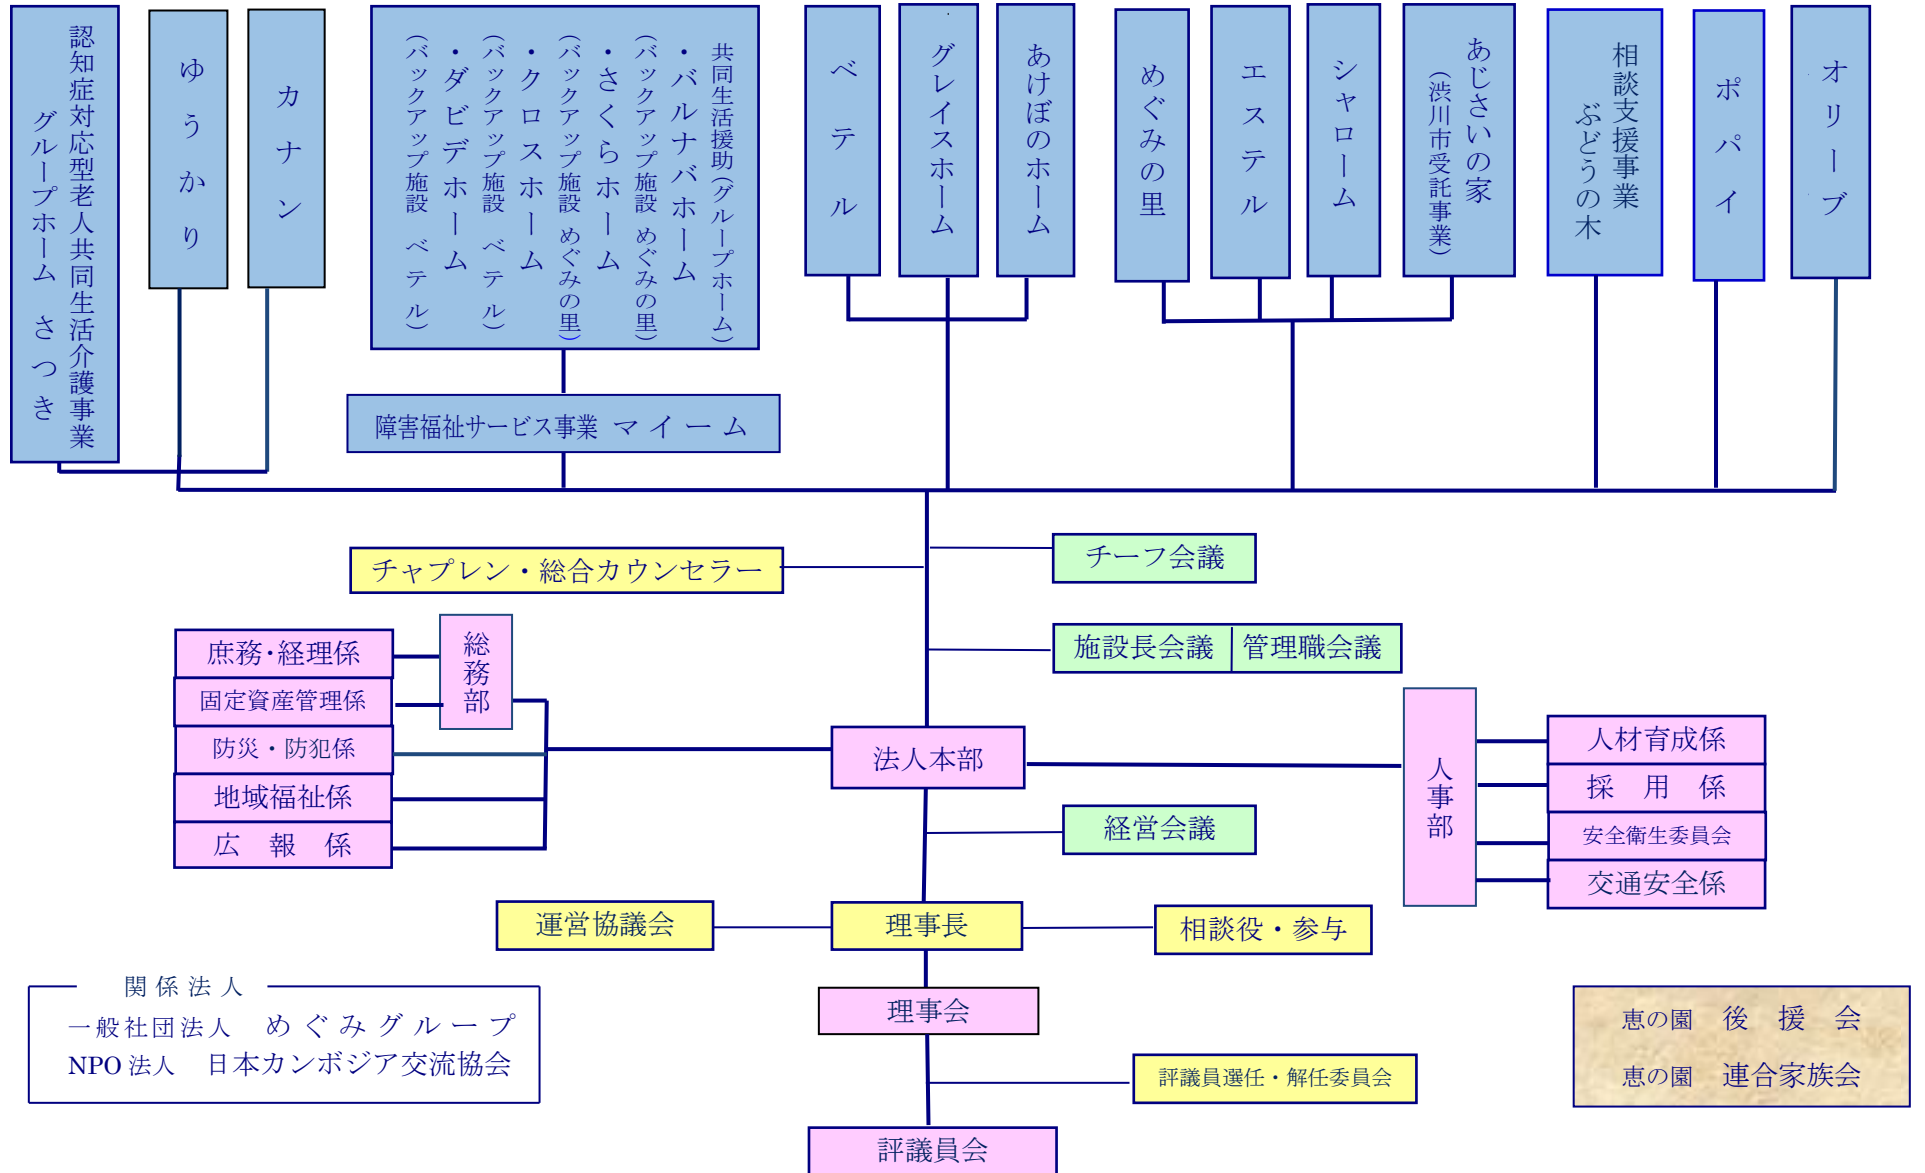 認知症対応型老人共同生活介護事業
グループホーム さつき
ゆうかり
カナン
共同生活援助(グループホーム)
・バルナバホーム
(バックアップ施設 めぐみの里)
・さくらホーム
(バックアップ施設 めぐみの里)
・クロスホーム
(バックアップ施設 ベテル)
・ダビデホーム
(バックアップ施設 ベテル)
ベテル
グレイスホーム
あけぼのホーム
めぐみの里
エステル
シャローム
あじさいの家
(渋川市受託事業)
相談支援事業
ぶどうの木
ポパイ
オリーブ
障害福祉サービス事業 マイーム
チャプレン・総合カウンセラー
チーフ会議
施設長会議 管理職会議
総務部
庶務・経理係
固定資産管理係
防災・防犯係
地域福祉係
広 報 係
法人本部
人事部
人材育成係
採 用 係
安全衛生委員会
交通安全係
経営会議
運営協議会
理事長
相談役・参与
理事会
評議員選任・解任委員会
評議員会
関係法人
一般社団法人 めぐみグループ
NPO法人 日本カンボジア交流協会
恵の園 後 援 会
恵の園 連合家族会